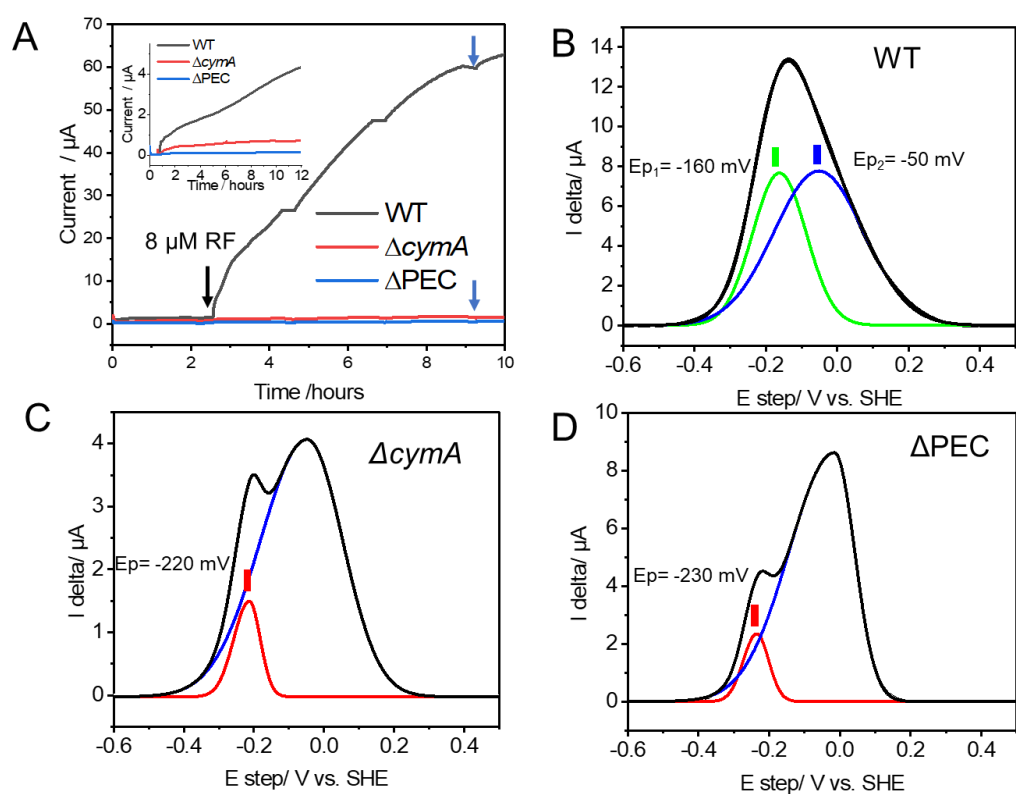 A
70
60
50
40
30
20
10
0
Current / µA
0 2 4 6 8 10
Time /hours
WT
ΔcymA
ΔPEC
4
2
0
Current / µA
0 2 4 6 8 10 12
Time / hours
8 µM RF
WT
ΔcymA
ΔPEC
B
WT
14
12
10
8
6
4
2
0
I delta/ µA
Ep1= -160 mV
Ep2= -50 mV
-0.6 -0.4 -0.2 0.0 0.2 0.4
E step/ V vs. SHE
C
ΔcymA
4
3
2
1
0
I delta/ µA
Ep= -220 mV
-0.6 -0.4 -0.2 0.0 0.2 0.4
E step/ V vs. SHE
D
ΔPEC
10
8
6
4
2
0
I delta/ µA
Ep= -230 mV
-0.6 -0.4 -0.2 0.0 0.2 0.4
E step/ V vs. SHE